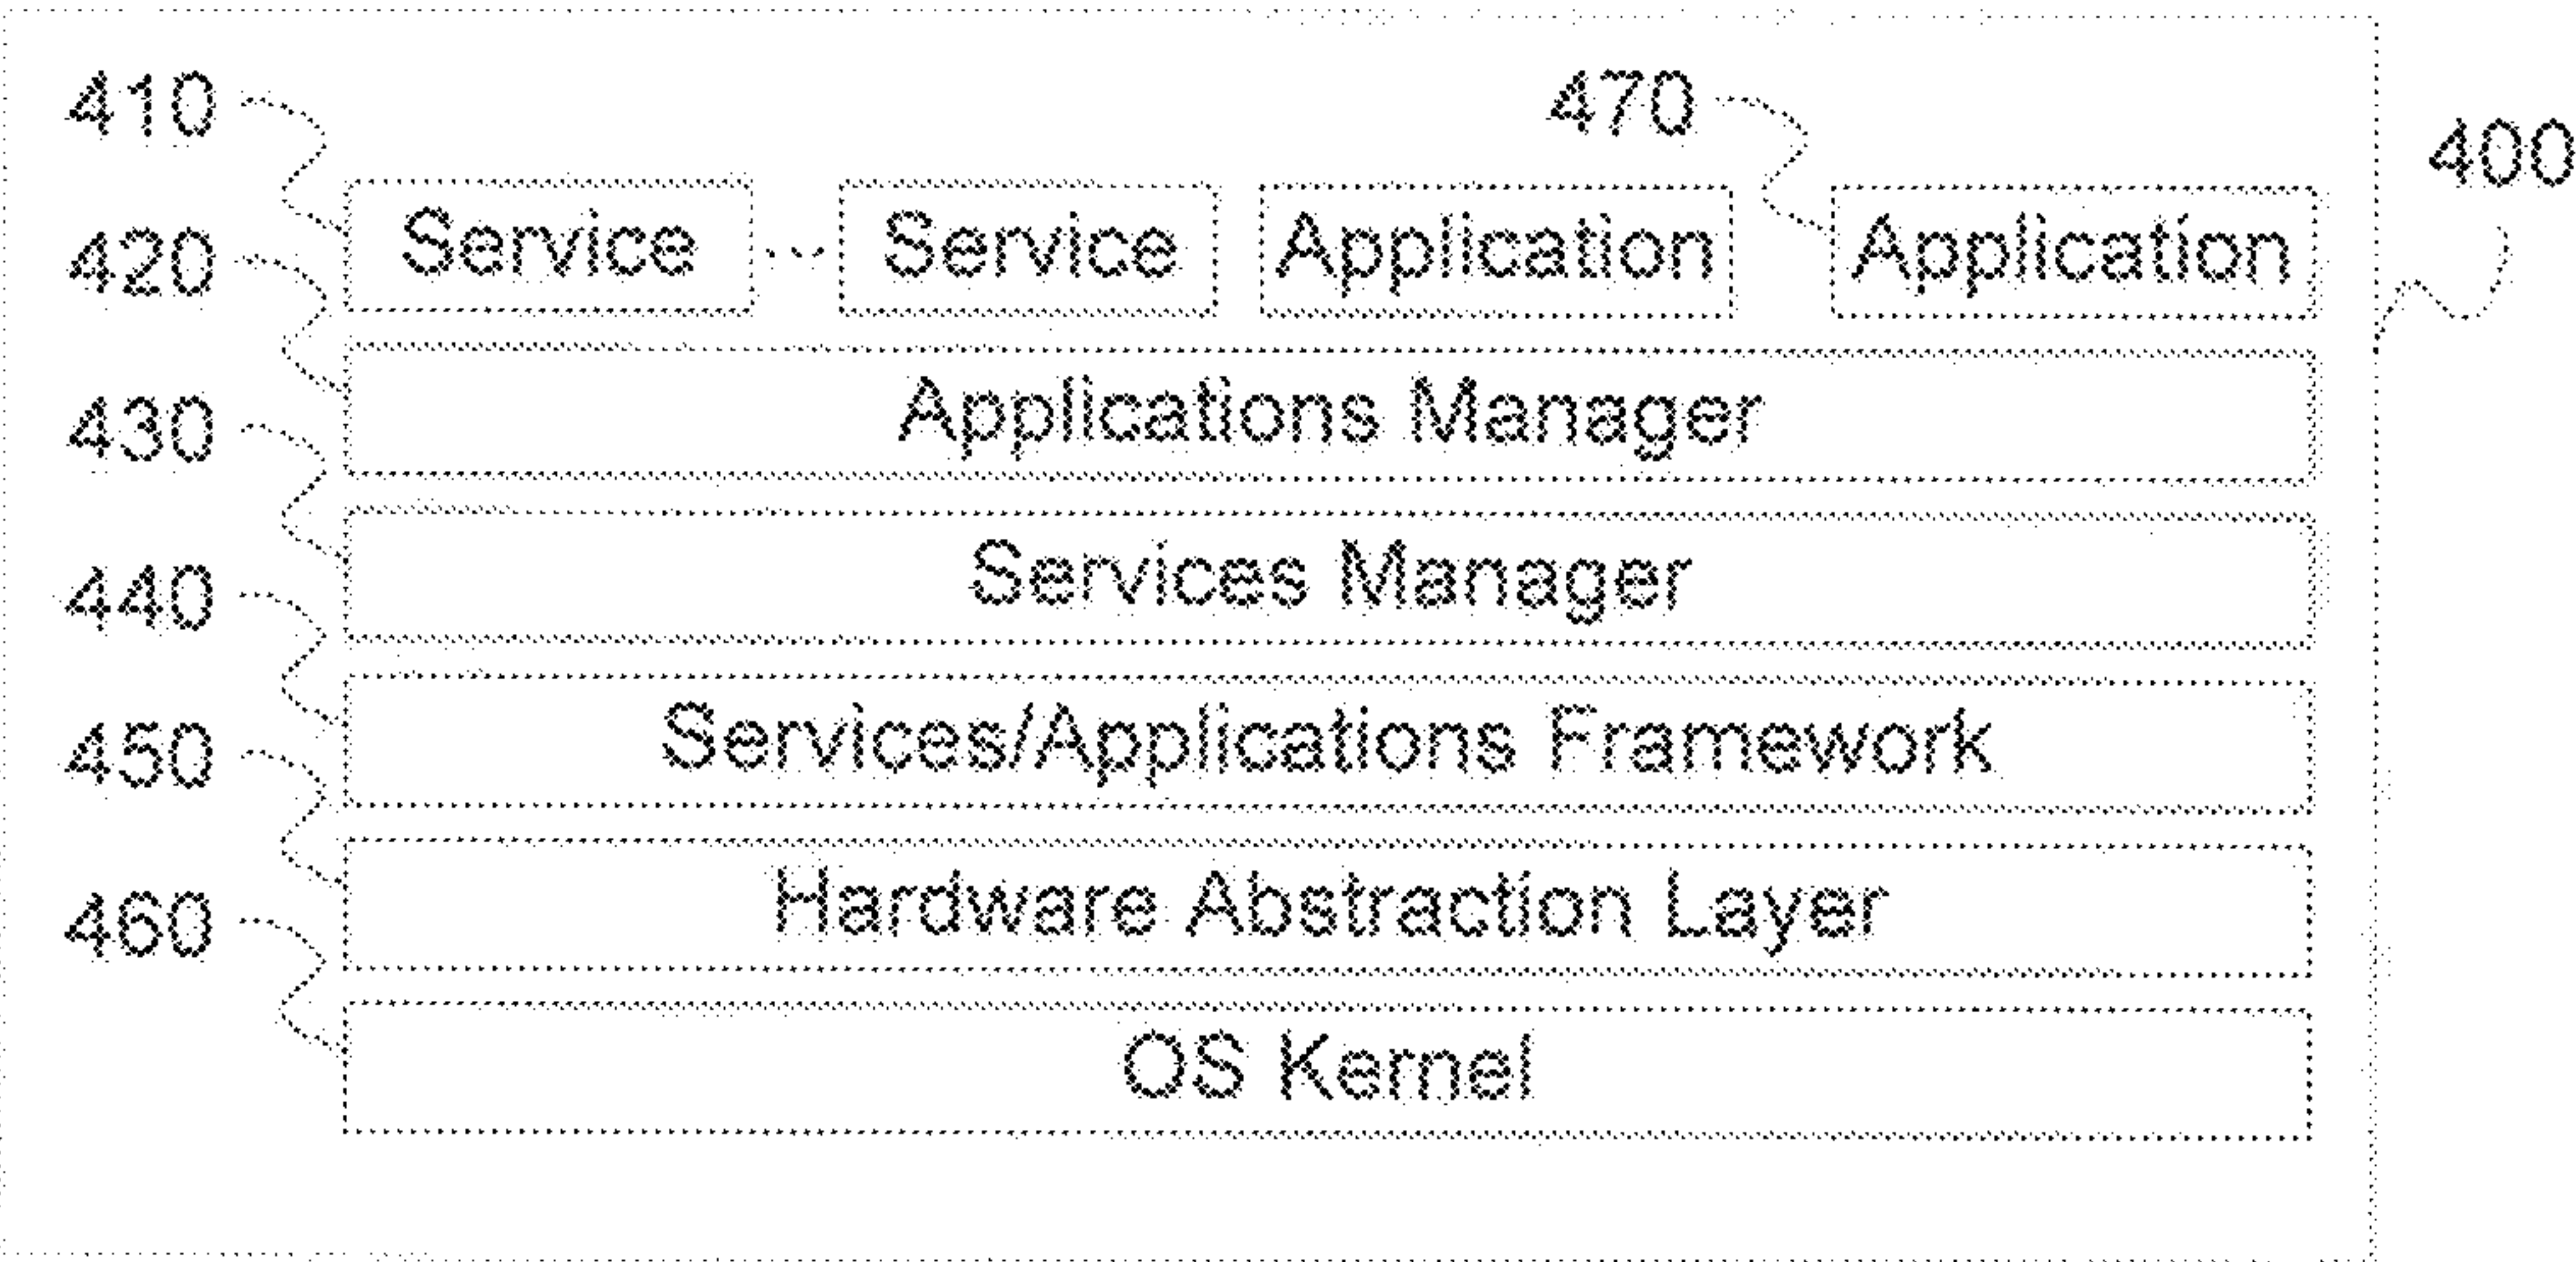 410
470
400
Service ... Service Application Application
420
Applications Manager
430
Services Manager
440
Services/Applications Framework
450
Hardware Abstraction Layer
460
OS Kernel